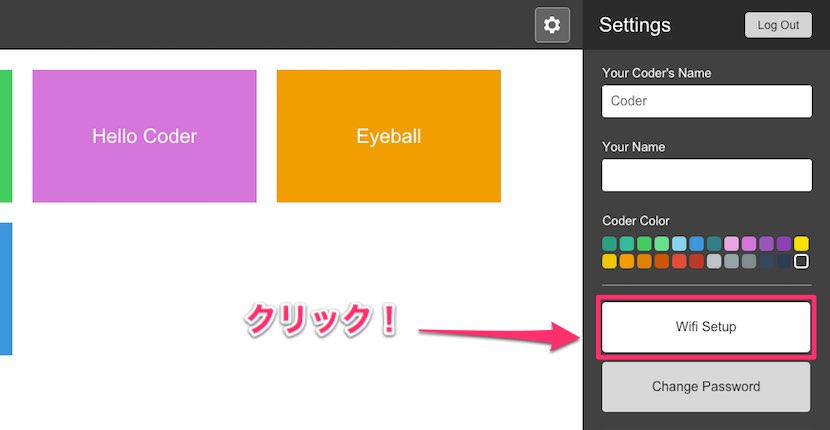 Settings
Log Out
Your Coder's Name
Coder
Your Name
Coder Color
Hello Coder
Eyeball
クリック！
Wifi Setup
Change Password